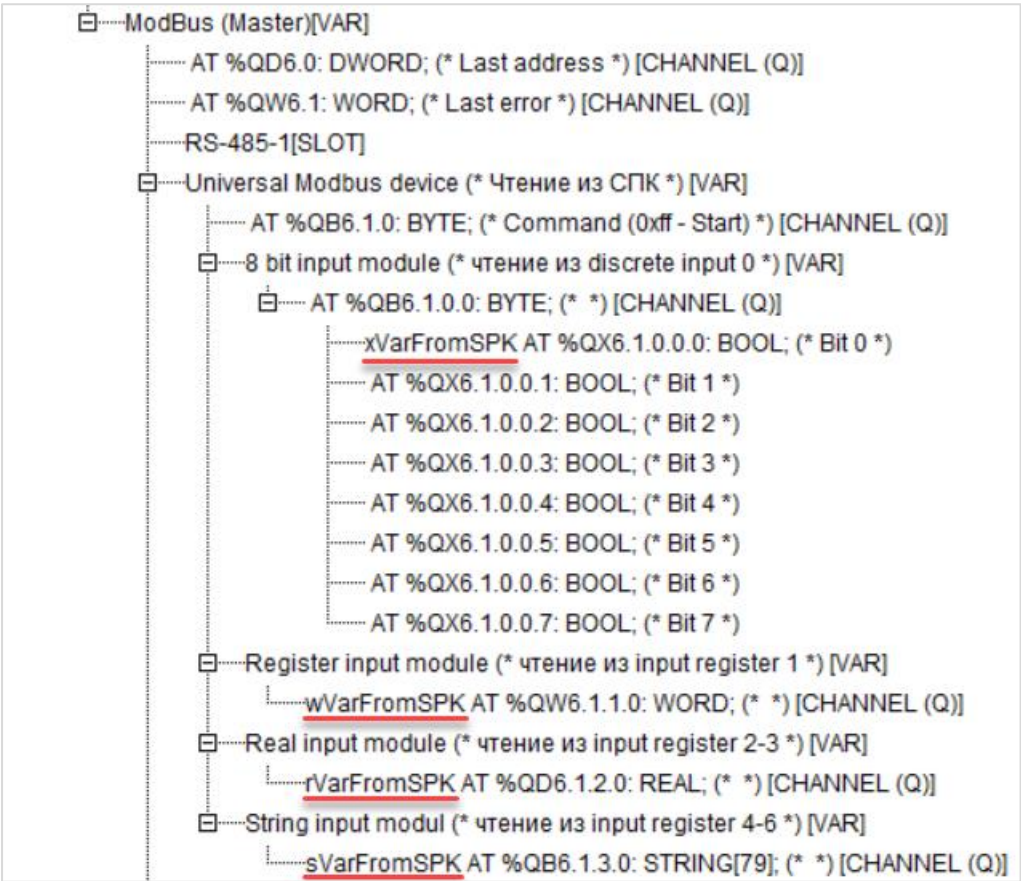 ModBus (Master)[VAR]
AT %QD6.0: DWORD; (* Last address *) [CHANNEL (Q)]
AT %QW6.1: WORD; (* Last error *) [CHANNEL (Q)]
RS-485-1[SLOT]
Universal Modbus device (* Чтение из СПК *) [VAR]
AT %QB6.1.0: BYTE; (* Command (0xff - Start) *) [CHANNEL (Q)]
8 bit input module (* чтение из discrete input 0 *) [VAR]
AT %QB6.1.0.0: BYTE; (* *) [CHANNEL (Q)]
xVarFromSPK AT %QX6.1.0.0.0: BOOL; (* Bit 0 *)
AT %QX6.1.0.0.1: BOOL; (* Bit 1 *)
AT %QX6.1.0.0.2: BOOL; (* Bit 2 *)
AT %QX6.1.0.0.3: BOOL; (* Bit 3 *)
AT %QX6.1.0.0.4: BOOL; (* Bit 4 *)
AT %QX6.1.0.0.5: BOOL; (* Bit 5 *)
AT %QX6.1.0.0.6: BOOL; (* Bit 6 *)
AT %QX6.1.0.0.7: BOOL; (* Bit 7 *)
Register input module (* чтение из input register 1 *) [VAR]
wVarFromSPK AT %QW6.1.1.0: WORD; (* *) [CHANNEL (Q)]
Real input module (* чтение из input register 2-3 *) [VAR]
rVarFromSPK AT %QD6.1.2.0: REAL; (* *) [CHANNEL (Q)]
String input modul (* чтение из input register 4-6 *) [VAR]
sVarFromSPK AT %QB6.1.3.0: STRING[79]; (* *) [CHANNEL (Q)]